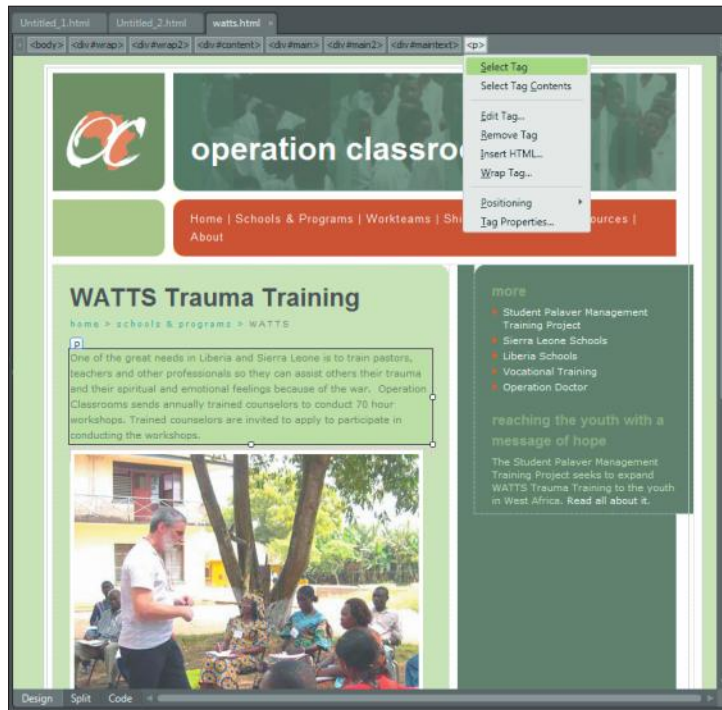 Untitled_1.html Untitled_2.html watts.html ×
<body> <div#wrap> <div#wrap2> <div#content> <div#main> <div#main2> <div#maintext> <p>
Select Tag
Select Tag Contents
Edit Tag...
Remove Tag
Insert HTML...
Wrap Tag...
Positioning
Tag Properties...
oc
operation classro
Home | Schools & Programs | Workteams | Shi
ources |
About
WATTS Trauma Training
home > schools & programs > WATTS
p
One of the great needs in Liberia and Sierra Leone is to train pastors,
teachers and other professionals so they can assist others their trauma
and their spiritual and emotional feelings because of the war. Operation
Classrooms sends annually trained counselors to conduct 70 hour
workshops. Trained counselors are invited to apply to participate in
conducting the workshops.
more
Student Palaver Management
Training Project
Sierra Leone Schools
Liberia Schools
Vocational Training
Operation Doctor
reaching the youth with a
message of hope
The Student Palaver Management
Training Project seeks to expand
WATTS Trauma Training to the youth
in West Africa. Read all about it.
Design Split Code